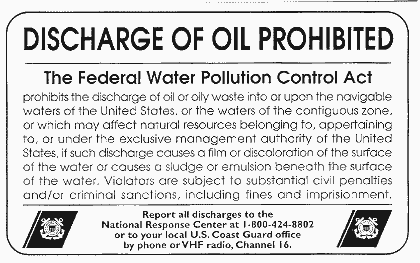 DISCHARGE OF OIL PROHIBITED
The Federal Water Pollution Control Act
prohibits the discharge of oil or oily waste into or upon the navigable
waters of the United States, or the waters of the contiguous zone,
or which may affect natural resources belonging to, appertaining
to, or under the exclusive management authority of the United
States, if such discharge causes a film or discoloration of the surface
of the water or causes a sludge or emulsion beneath the surface
of the water. Violators are subject to substantial civil penalties
and/or criminal sanctions, including fines and imprisonment.
Report all discharges to the
National Response Center at 1-800-424-8802
or to your local U.S. Coast Guard office
by phone or VHF radio, Channel 16.